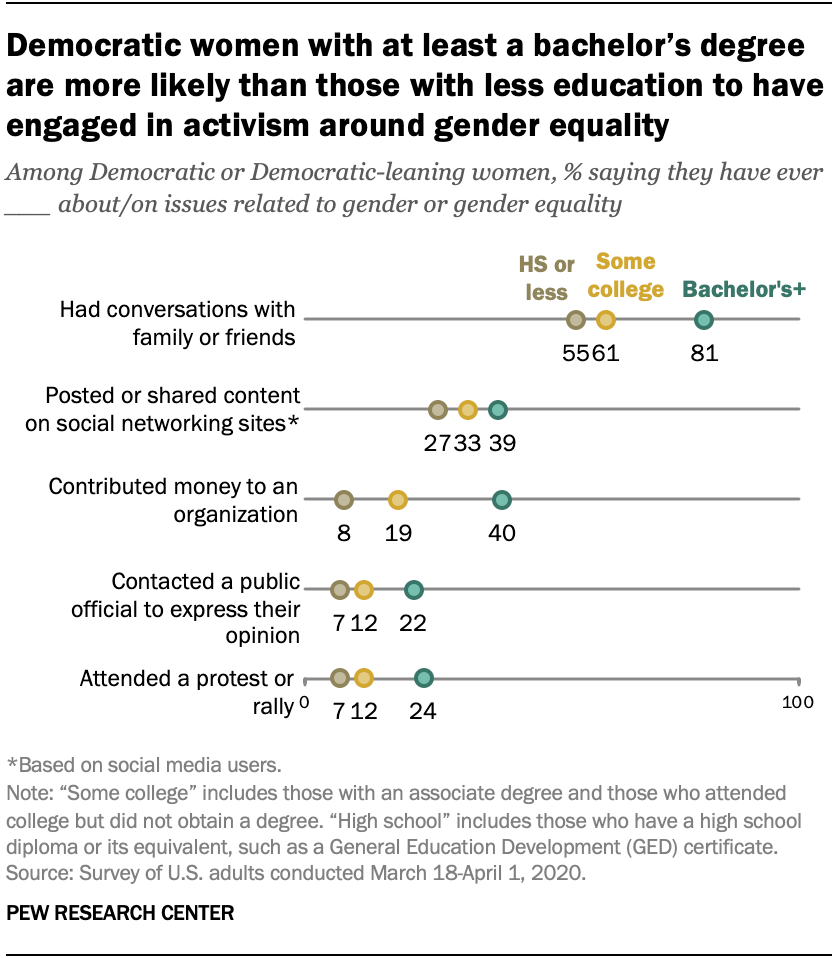 Democratic women with at least a bachelor’s degree
are more likely than those with less education to have
engaged in activism around gender equality
Among Democratic or Democratic-leaning women, % saying they have ever
___ about/on issues related to gender or gender equality
HS or
less
Some
college
Bachelor's+
Had conversations with
family or friends
55 61 81
Posted or shared content
on social networking sites*
27 33 39
Contributed money to an
organization
8 19 40
Contacted a public
official to express their
opinion
7 12 22
Attended a protest or
rally
0 100
7 12 24
*Based on social media users.
Note: “Some college” includes those with an associate degree and those who attended
college but did not obtain a degree. “High school” includes those who have a high school
diploma or its equivalent, such as a General Education Development (GED) certificate.
Source: Survey of U.S. adults conducted March 18-April 1, 2020.
PEW RESEARCH CENTER